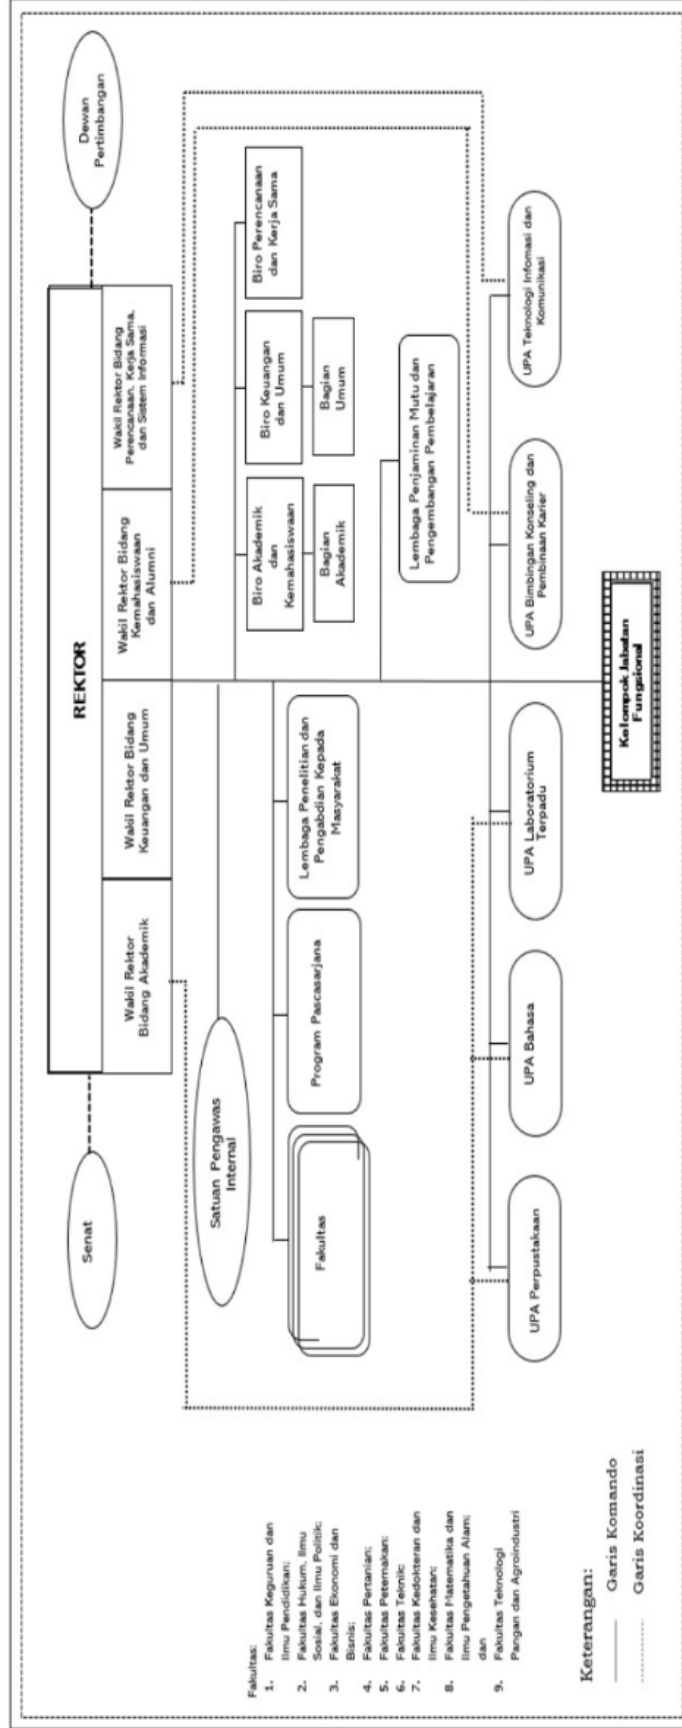 Dewan
Pertimbangan
Senat
REKTOR
Wakil Rektor
Bidang Akademik
Wakil Rektor Bidang
Keuangan dan Umum
Wakil Rektor Bidang
Kemahasiswaan
dan Alumni
Wakil Rektor Bidang
Perencanaan, Kerja Sama,
dan Sistem Informasi
Satuan Pengawas
Internal
Biro Akademik
dan
Kemahasiswaan
Biro Keuangan
dan Umum
Biro Perencanaan
dan Kerja Sama
Bagian
Akademik
Bagian
Umum
Fakultas
Program Pascasarjana
Lembaga Penelitian dan
Pengabdian Kepada
Masyarakat
Lembaga Penjaminan Mutu dan
Pengembangan Pembelajaran
UPA Perpustakaan
UPA Bahasa
UPA Laboratorium
Terpadu
UPA Bimbingan Konseling dan
Pembinaan Karier
UPA Teknologi Infomasi dan
Komunikasi
Kelompok Jabatan
Fungsional
Fakultas:
1. Fakultas Keguruan dan
Ilmu Pendidikan;
2. Fakultas Hukum, Ilmu
Sosial, dan Ilmu Politik;
3. Fakultas Ekonomi dan
Bisnis;
4. Fakultas Pertanian;
5. Fakultas Peternakan;
6. Fakultas Teknik;
7. Fakultas Kedokteran dan
Ilmu Kesehatan;
8. Fakultas Matematika dan
Ilmu Pengetahuan Alam;
dan
9. Fakultas Teknologi
Pangan dan Agroindustri
Keterangan:
Garis Komando
Garis Koordinasi